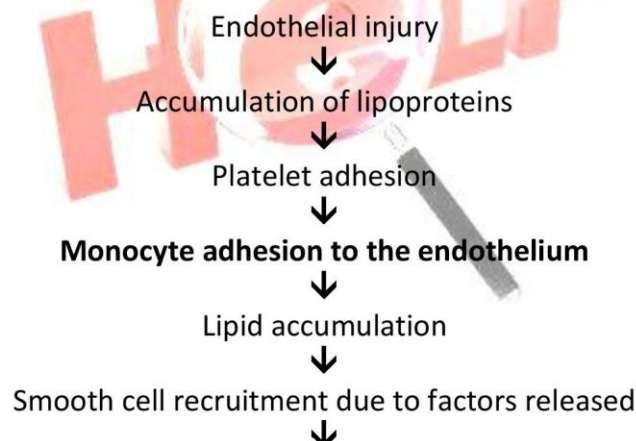 HELP
Endothelial injury
↓
Accumulation of lipoproteins
↓
Platelet adhesion
↓
Monocyte adhesion to the endothelium
↓
Lipid accumulation
↓
Smooth cell recruitment due to factors released
↓